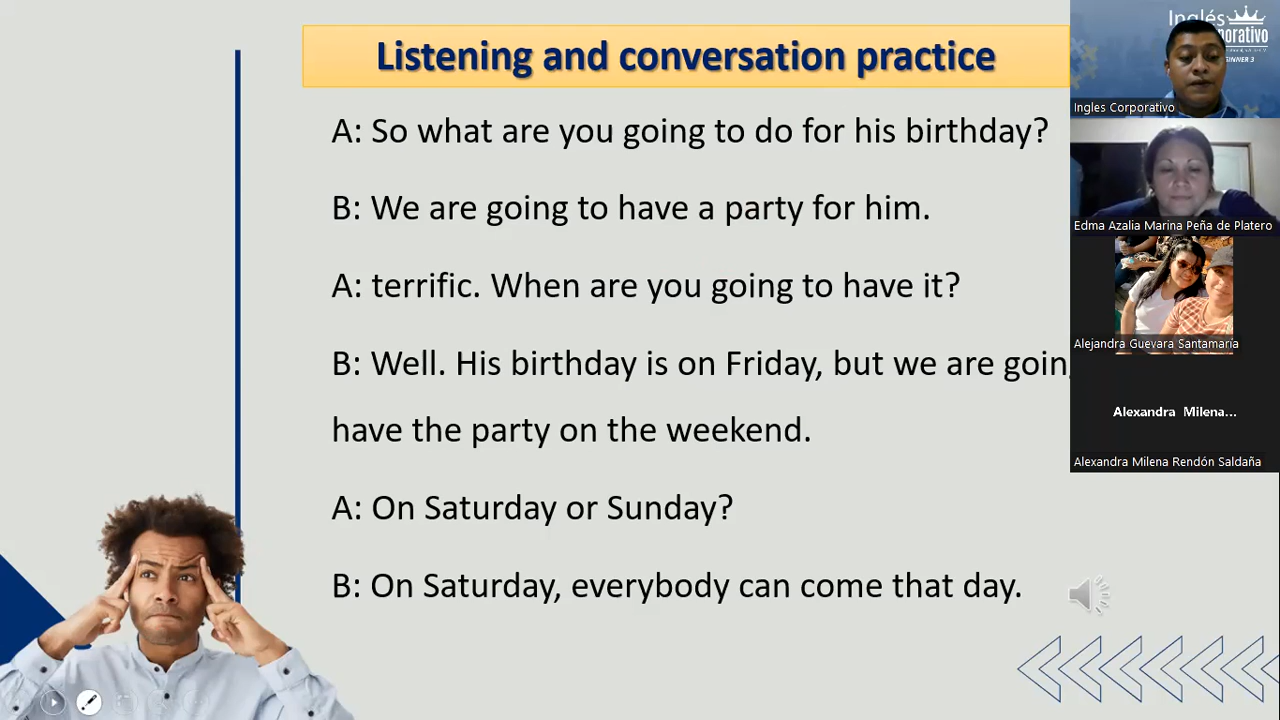 Listening and conversation practice
A: So what are you going to do for his birthday?
B: We are going to have a party for him.
A: terrific. When are you going to have it?
B: Well. His birthday is on Friday, but we are goin
have the party on the weekend.
A: On Saturday or Sunday?
B: On Saturday, everybody can come that day.
Inglés
porativo
GINNER 3
Ingles Corporativo
Edma Azalia Marina Peña de Platero
Alejandra Guevara Santamaria
Alexandra Milena...
Alexandra Milena Rendón Saldaña